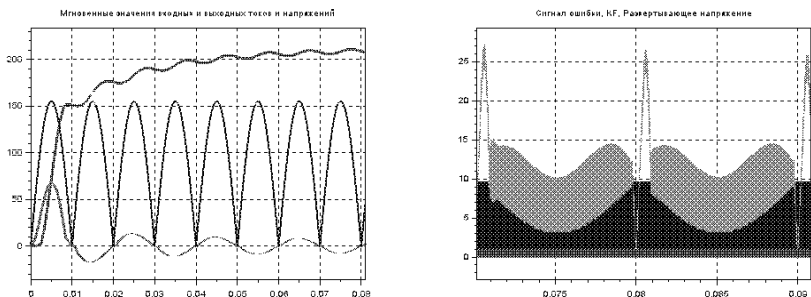 Мгновенные значения входных и выходных токов и напряжений
200
150
100
50
0
0 0.01 0.02 0.03 0.04 0.05 0.06 0.07 0.08
Сигнал ошибки, KF, Развертывающее напряжение
25
20
15
10
5
0
0.075 0.08 0.085 0.09